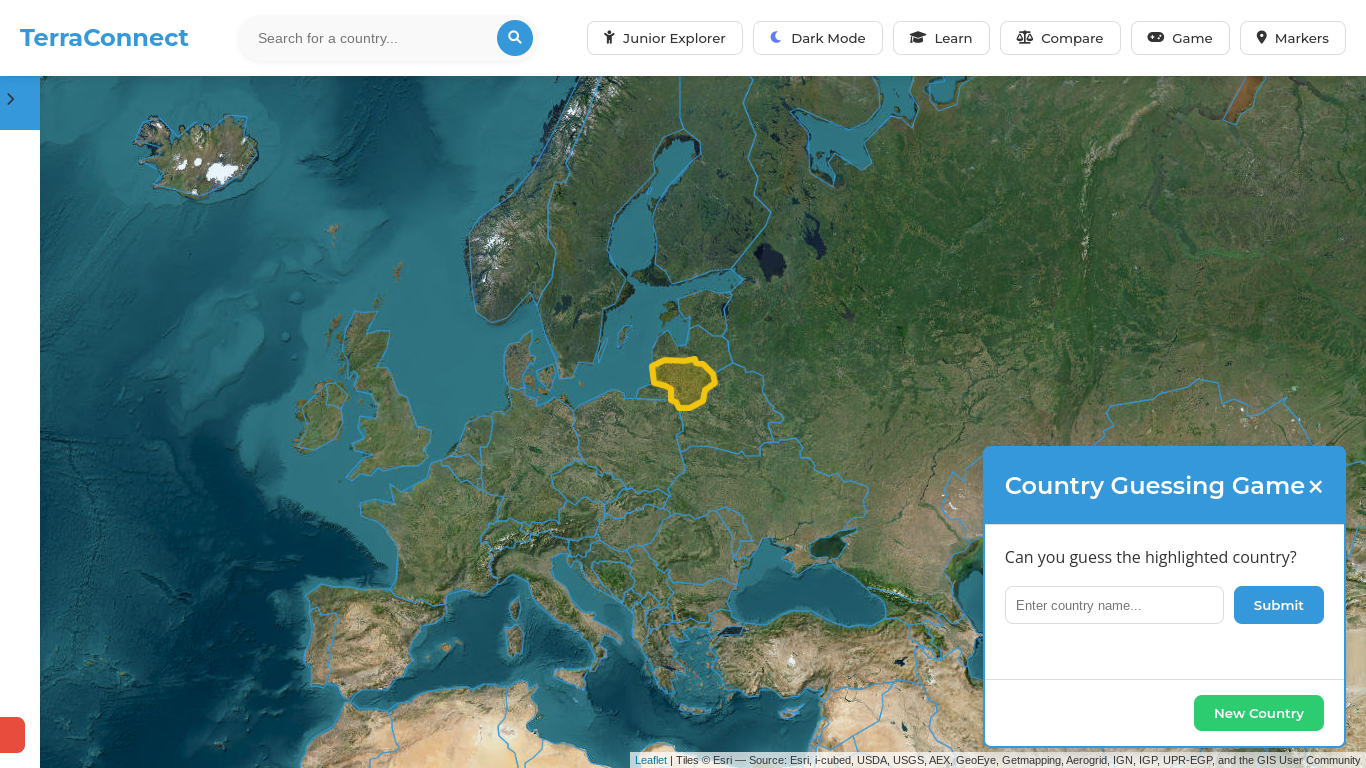 TerraConnect
Search for a country...
Junior Explorer
Dark Mode
Learn
Compare
Game
Markers
Country Guessing Game
Can you guess the highlighted country?
Enter country name...
Submit
New Country
Leaflet | Tiles © Esri — Source: Esri, i-cubed, USDA, USGS, AEX, GeoEye, Getmapping, Aerogrid, IGN, IGP, UPR-EGP, and the GIS User Community